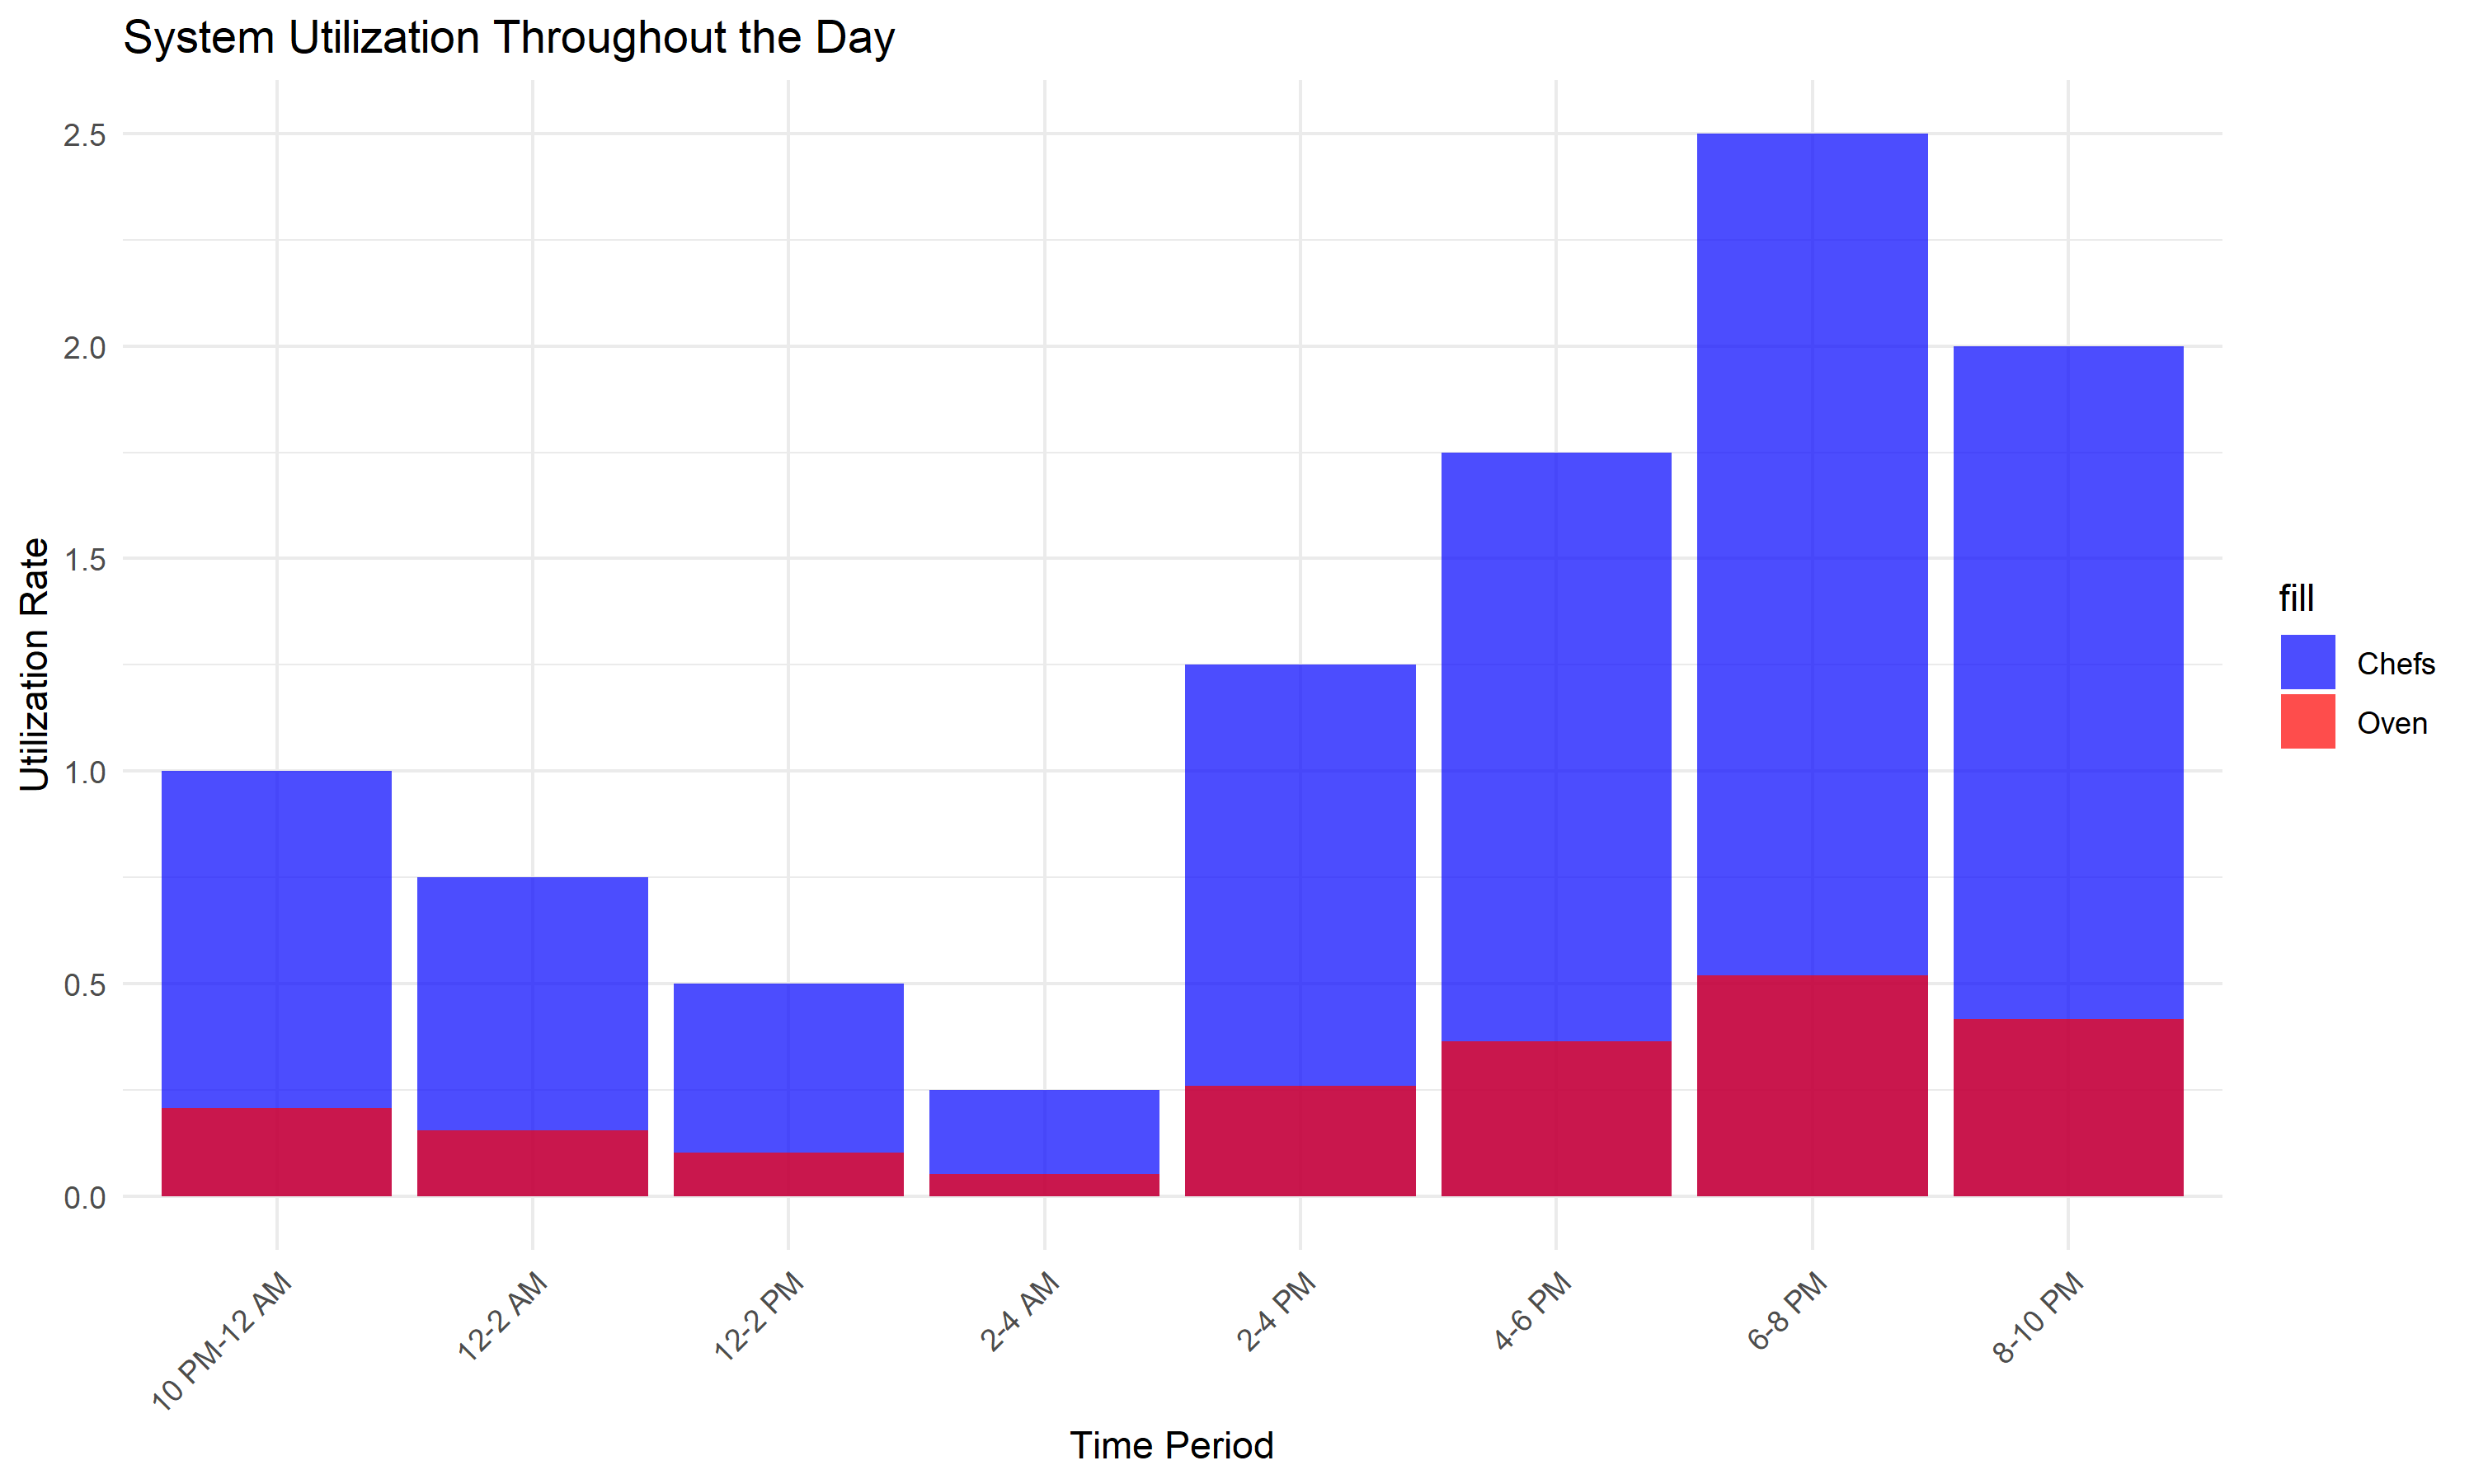 System Utilization Throughout the Day
Utilization Rate
2.5
2.0
1.5
1.0
0.5
0.0
10 PM-12 AM
12-2 AM
12-2 PM
2-4 AM
2-4 PM
4-6 PM
6-8 PM
8-10 PM
Time Period
fill
Chefs
Oven